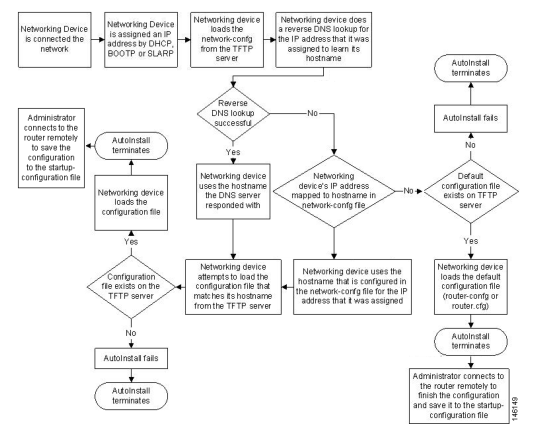 Networking Device
is connected the
network
Networking Device
is assigned an IP
address by DHCP,
BOOTP or SLARP
Networking device
loads the
network-confg
from the TFTP
server
Networking device does
a reverse DNS lookup for
the IP address that it was
assigned to learn its
hostname
AutoInstall
terminates
AutoInstall fails
No
Reverse
DNS lookup
successful
No
Yes
Administrator
connects to the
router remotely
to save the
configuration
to the startup-
configuration file
AutoInstall
terminates
Networking device
loads the
configuration file
Yes
Networking device
uses the hostname
the DNS server
responded with
Networking
device's IP address
mapped to hostname in
network-confg file
No
Default
configuration file
exists on TFTP
server
Yes
Yes
Configuration
file exists on the
TFTP server
Networking device
attempts to load the
configuration file that
matches its hostname
from the TFTP server
Networking device uses the
hostname that is configured in
the network-confg file for the IP
address that it was assigned
Networking device
loads the default
configuration file
(router-confg or
router.cfg)
No
AutoInstall fails
AutoInstall
terminates
AutoInstall
terminates
Administrator connects to
the router remotely to
finish the configuration
and save it to the startup-
configuration file
146149